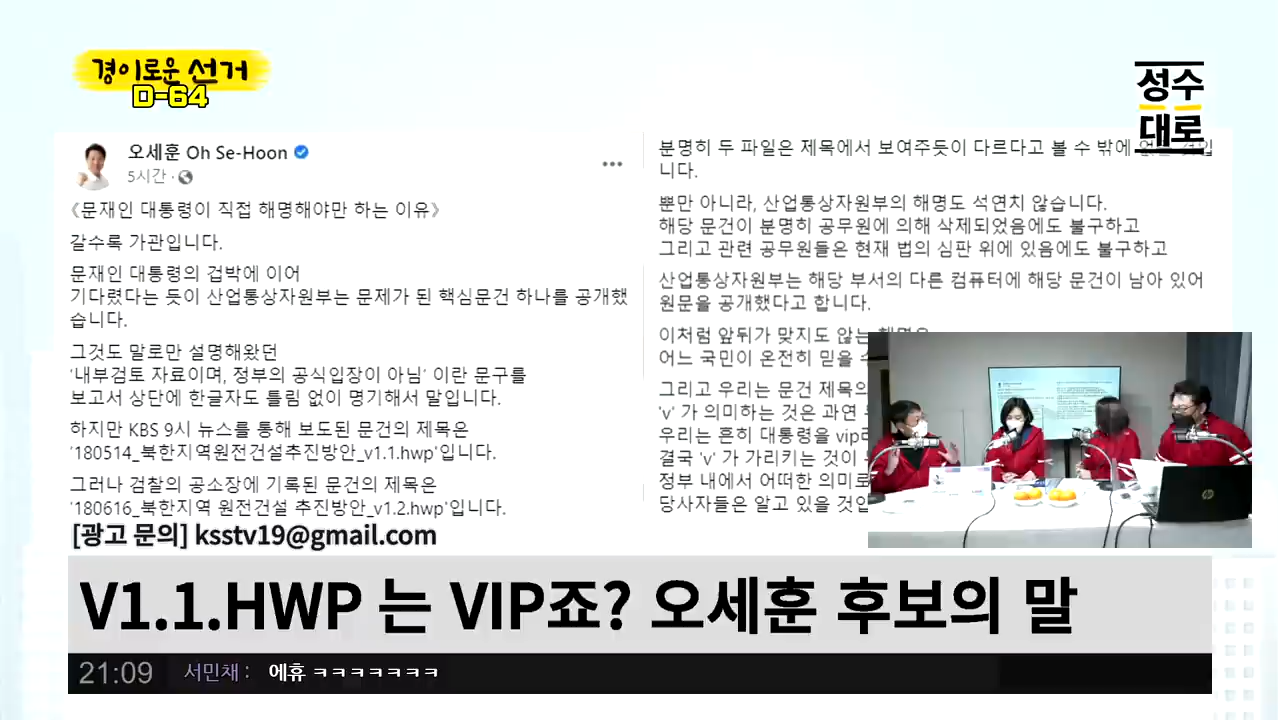 경이로운 선거
D-64
성수
대로
오세훈 Oh Se-Hoon
5시간 ·
《문재인 대통령이 직접 해명해야만 하는 이유》
갈수록 가관입니다.
문재인 대통령의 겁박에 이어
기다렸다는 듯이 산업통상자원부는 문제가 된 핵심문건 하나를 공개했
습니다.
그것도 말로만 설명해왔던
'내부검토 자료이며, 정부의 공식입장이 아님' 이란 문구를
보고서 상단에 한글자도 틀림 없이 명기해서 말입니다.
하지만 KBS 9시 뉴스를 통해 보도된 문건의 제목은
'180514_북한지역원전건설추진방안_v1.1.hwp'입니다.
그러나 검찰의 공소장에 기록된 문건의 제목은
'180616_북한지역 원전건설 추진방안_v1.2.hwp'입니다.
분명히 두 파일은 제목에서 보여주듯이 다르다고 볼 수 밖에
니다.
뿐만 아니라, 산업통상자원부의 해명도 석연치 않습니다.
해당 문건이 분명히 공무원에 의해 삭제되었음에도 불구하고
그리고 관련 공무원들은 현재 법의 심판 위에 있음에도 불구하고
산업통상자원부는 해당 부서의 다른 컴퓨터에 해당 문건이 남아 있어
원문을 공개했다고 합니다.
이처럼 앞뒤가 맞지도 않는
어느 국민이 온전히 믿을
그리고 우리는 문건 제목의
'v' 가 의미하는 것은 과연
우리는 흔히 대통령을 vip
결국 'v' 가 가리키는 것이
정부 내에서 어떠한 의미로
당사자들은 알고 있을 것
[광고 문의] ksstv19@gmail.com
V1.1.HWP 는 VIP죠? 오세훈 후보의 말
21:09 서민채 : 에휴 ㅋㅋㅋㅋㅋㅋㅋ